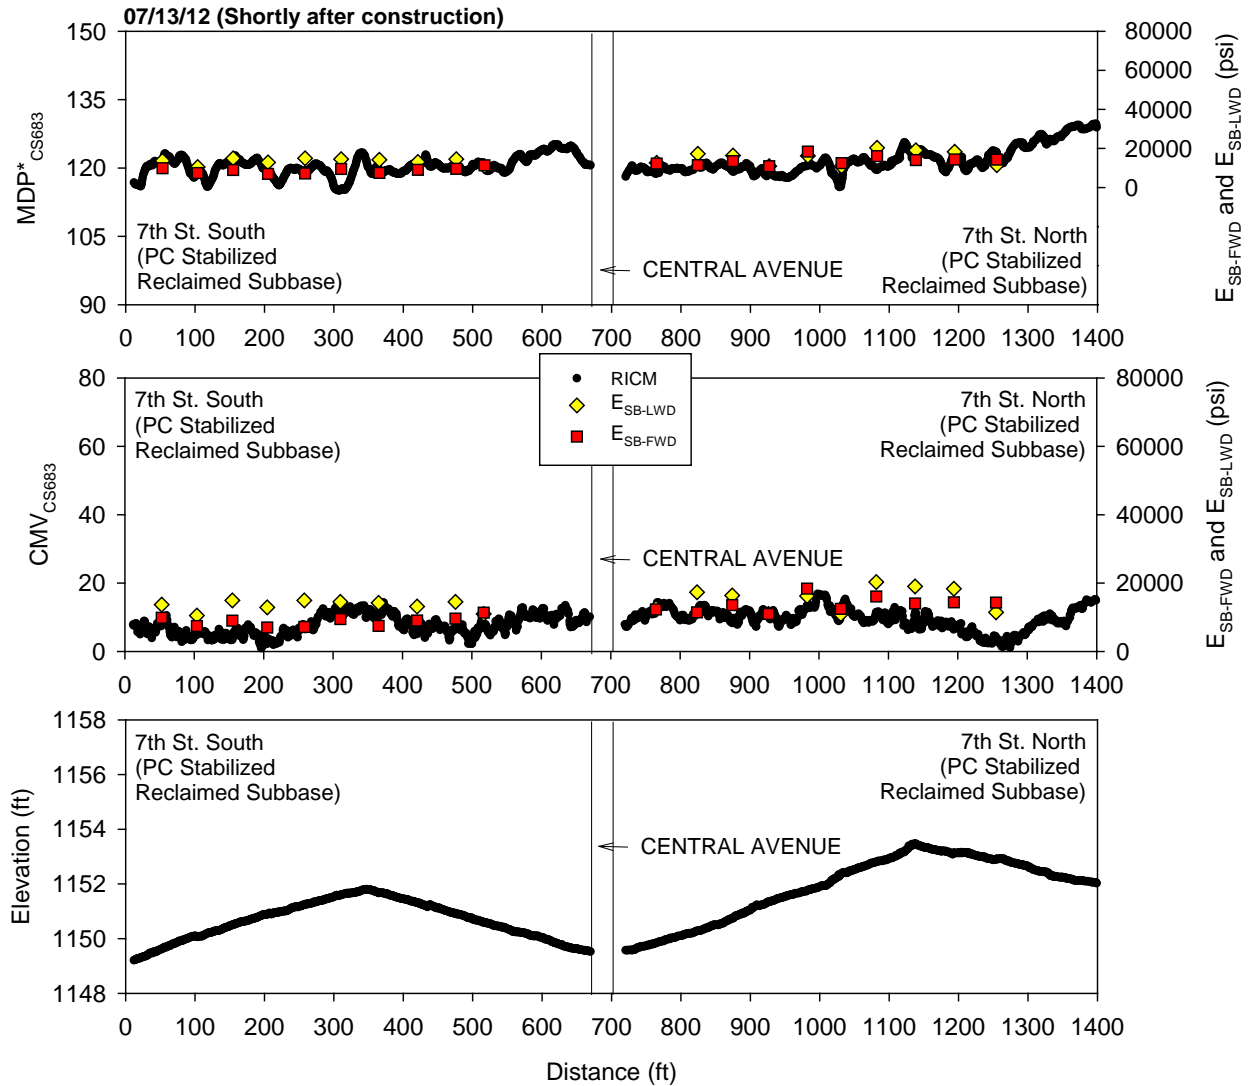 07/13/12 (Shortly after construction)
150
135
120
105
90
MDP*CS683
80000
60000
40000
20000
0
ESB-FWD and ESB-LWD (psi)
7th St. South
(PC Stabilized
Reclaimed Subbase)
CENTRAL AVENUE
7th St. North
(PC Stabilized
Reclaimed Subbase)
0 100 200 300 400 500 600 700 800 900 1000 1100 1200 1300 1400
80
60
40
20
0
CMVCS683
80000
60000
40000
20000
0
ESB-FWD and ESB-LWD (psi)
7th St. South
(PC Stabilized
Reclaimed Subbase)
RICM
ESB-LWD
ESB-FWD
CENTRAL AVENUE
7th St. North
(PC Stabilized
Reclaimed Subbase)
0 100 200 300 400 500 600 700 800 900 1000 1100 1200 1300 1400
1158
1156
1154
1152
1150
1148
Elevation (ft)
7th St. South
(PC Stabilized
Reclaimed Subbase)
CENTRAL AVENUE
7th St. North
(PC Stabilized
Reclaimed Subbase)
0 100 200 300 400 500 600 700 800 900 1000 1100 1200 1300 1400
Distance (ft)